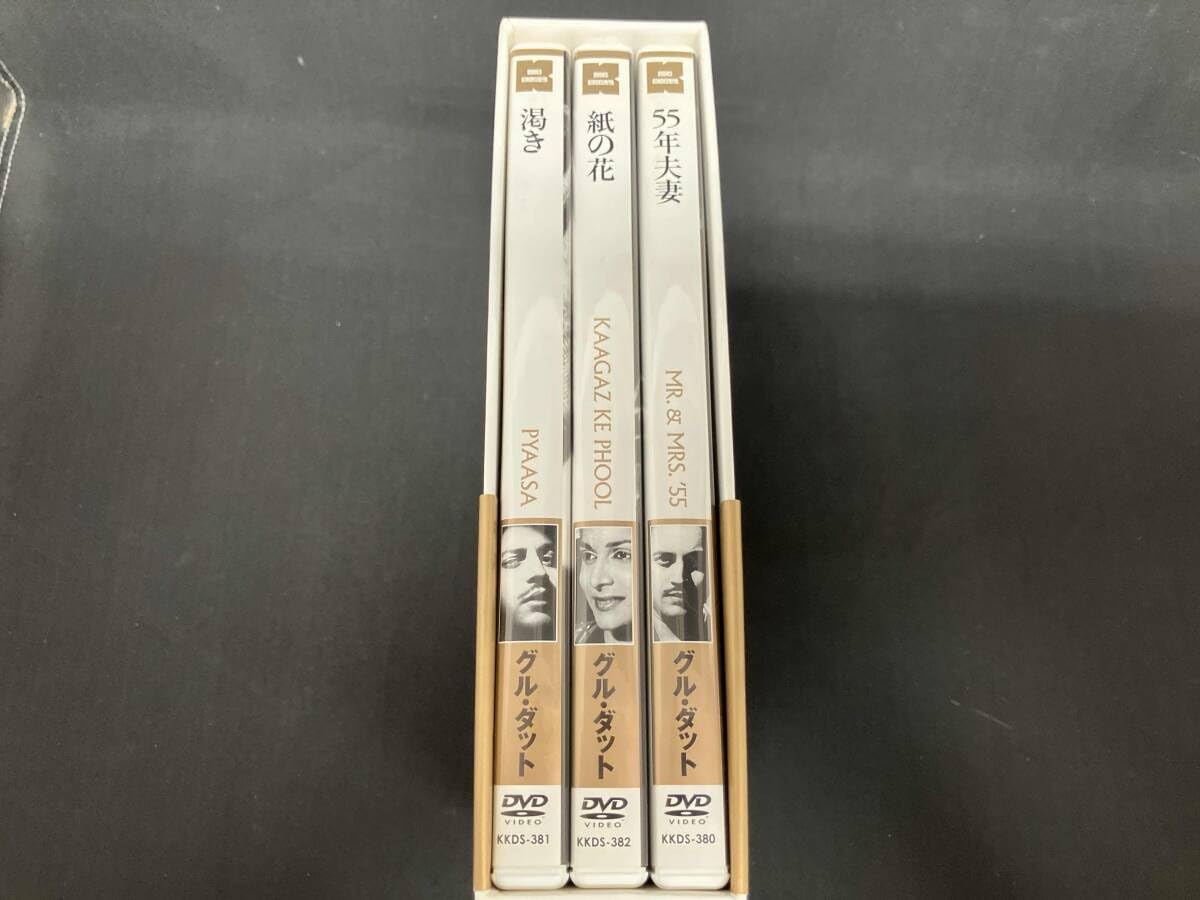 渇き
PYAASA
グル・ダット
DVD
VIDEO
KKDS-381
紙の花
KAAGAZ KE PHOOL
グル・ダット
DVD
VIDEO
KKDS-382
55年夫妻
MR. & MRS. '55
グル・ダット
DVD
VIDEO
KKDS-380